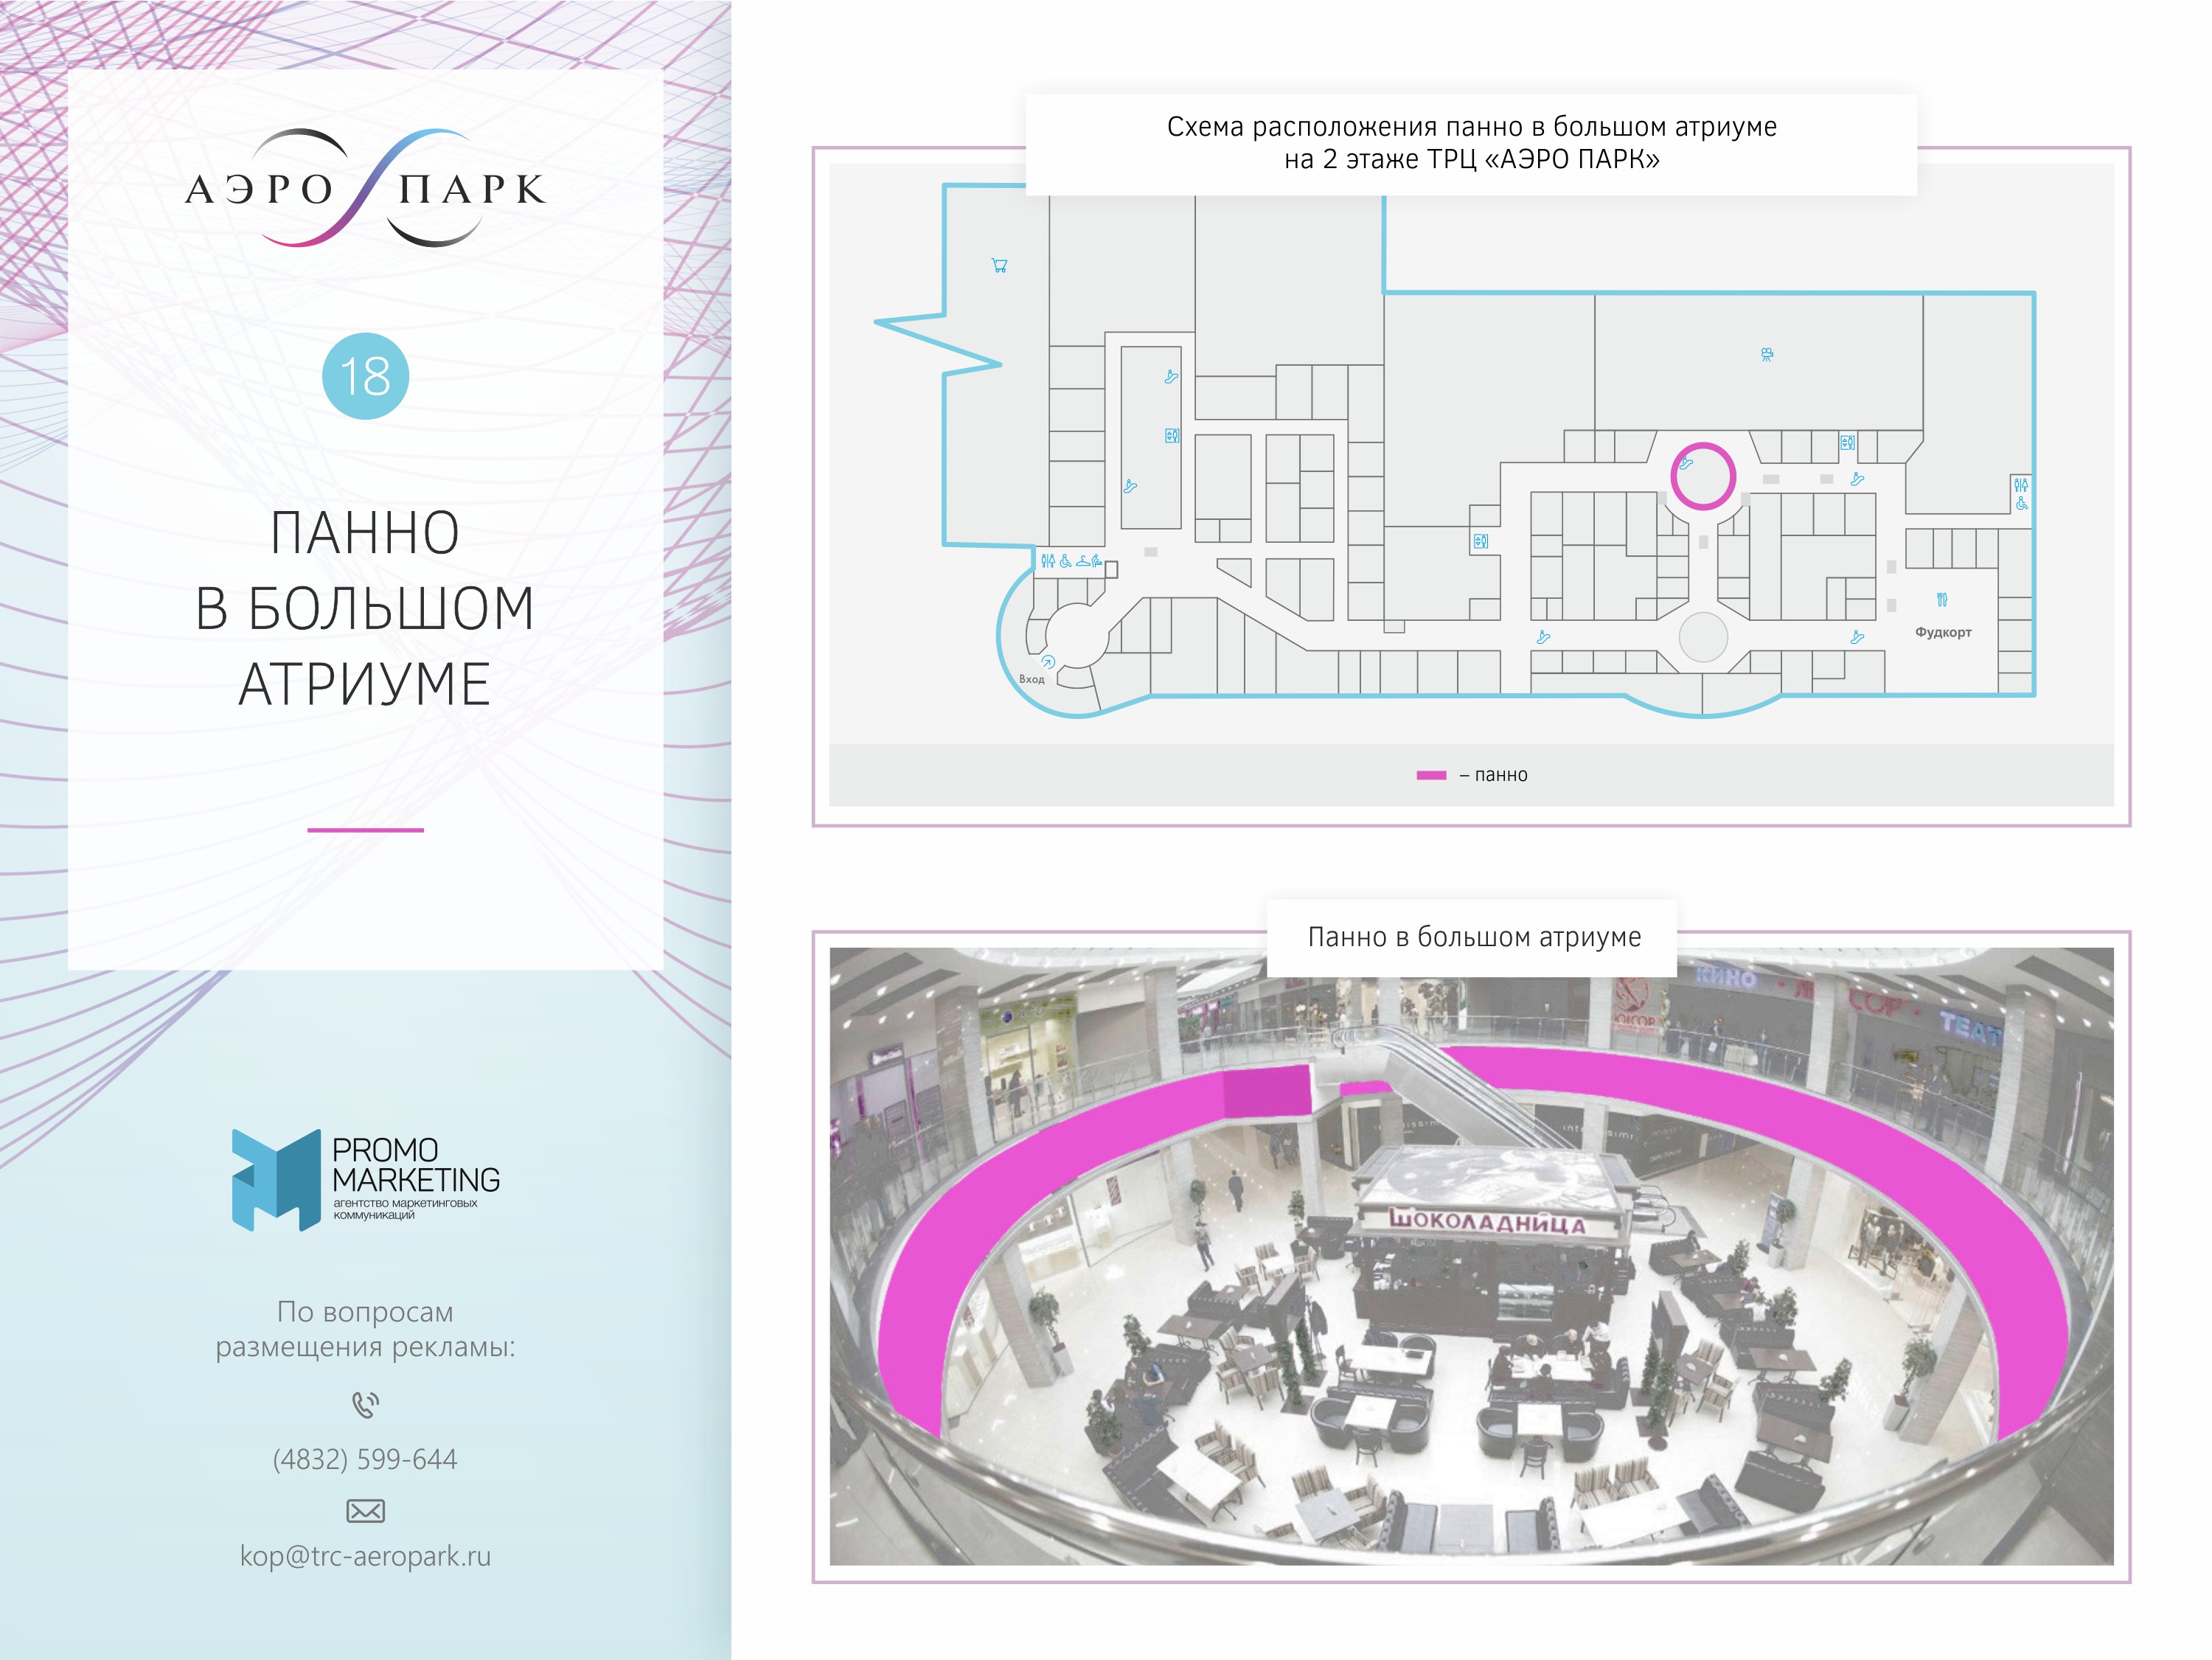 АЭРО ПАРК
18
ПАННО
В БОЛЬШОМ
АТРИУМЕ
PROMO
MARKETING
агентство маркетинговых
коммуникаций
По вопросам
размещения рекламы:
(4832) 599-644
kop@trc-aeropark.ru
Схема расположения панно в большом атриуме
на 2 этаже ТРЦ «АЭРО ПАРК»
Фудкорт
Вход
– панно
Панно в большом атриуме
КИНО
ТЕАТ
ШОКОЛАДНИЦА